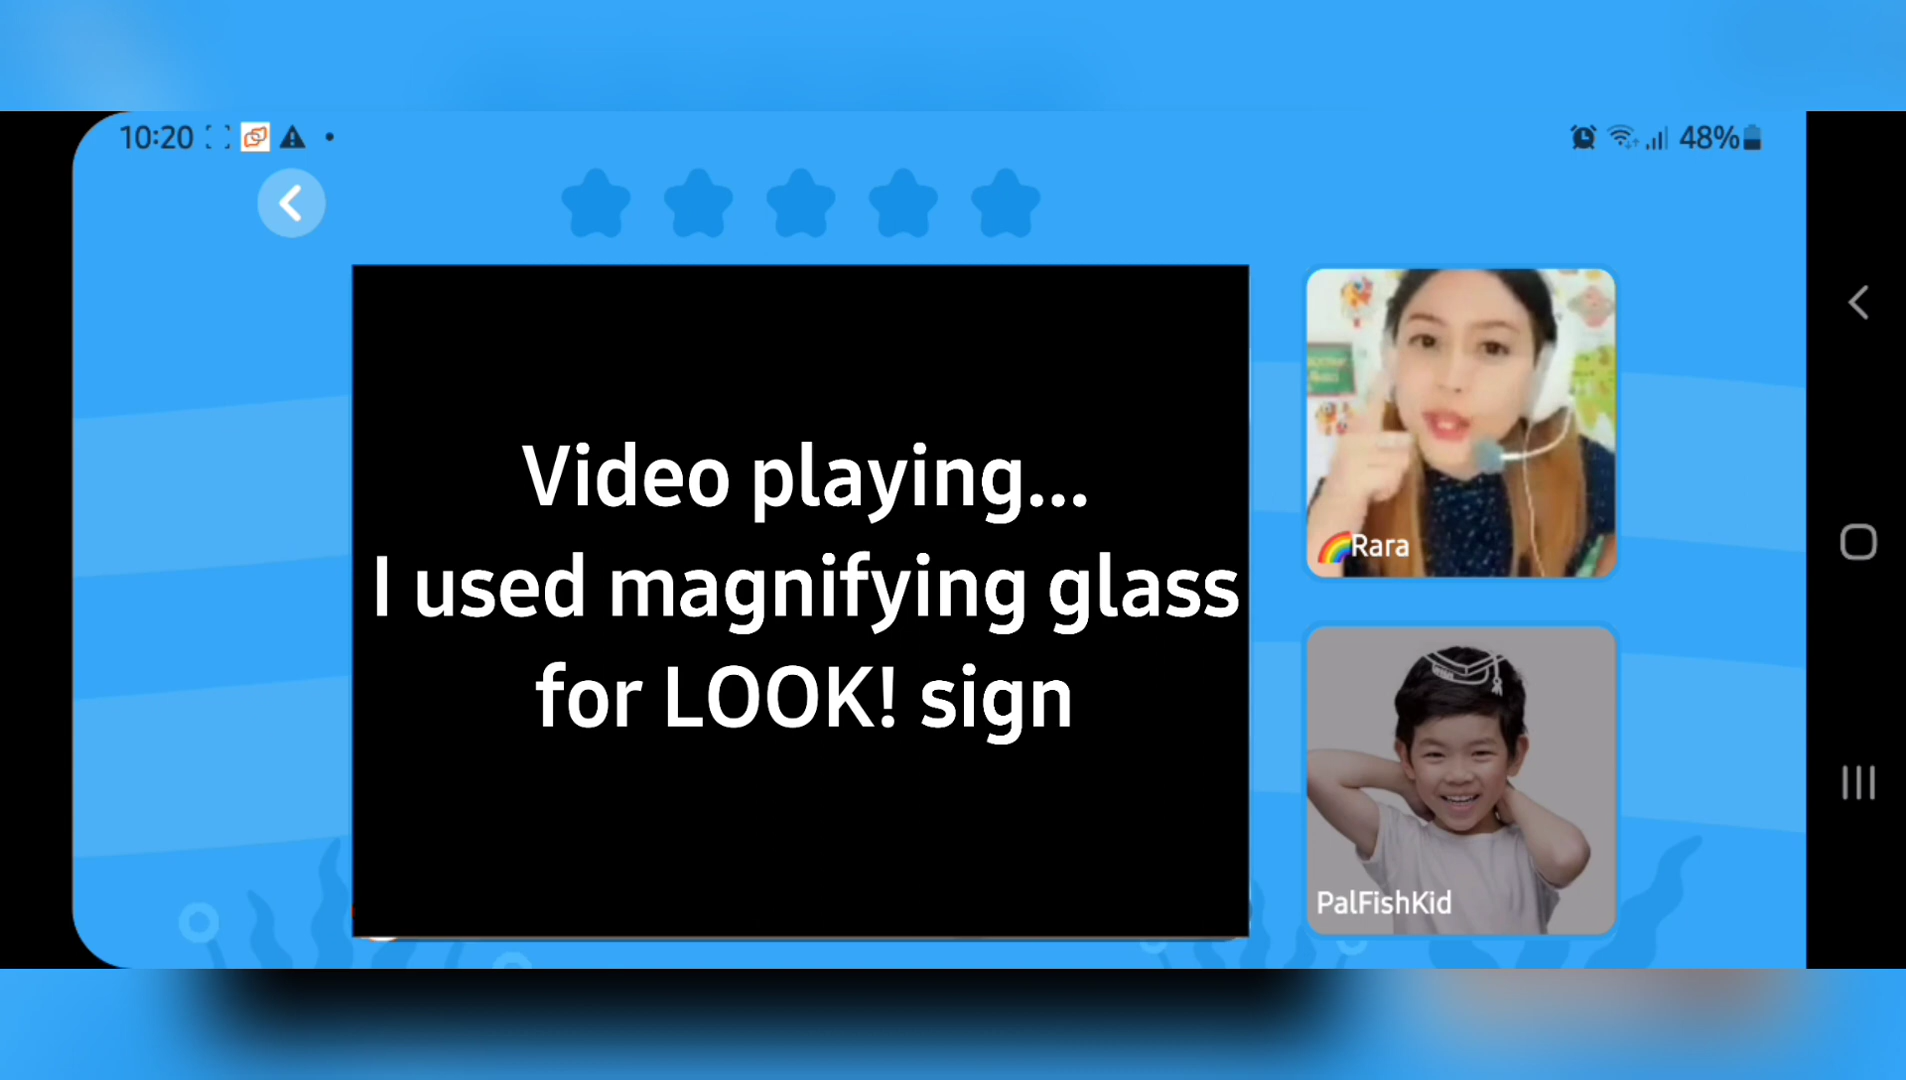 10:20
48%
Video playing...
I used magnifying glass
for LOOK! sign
Rara
PalFishKid